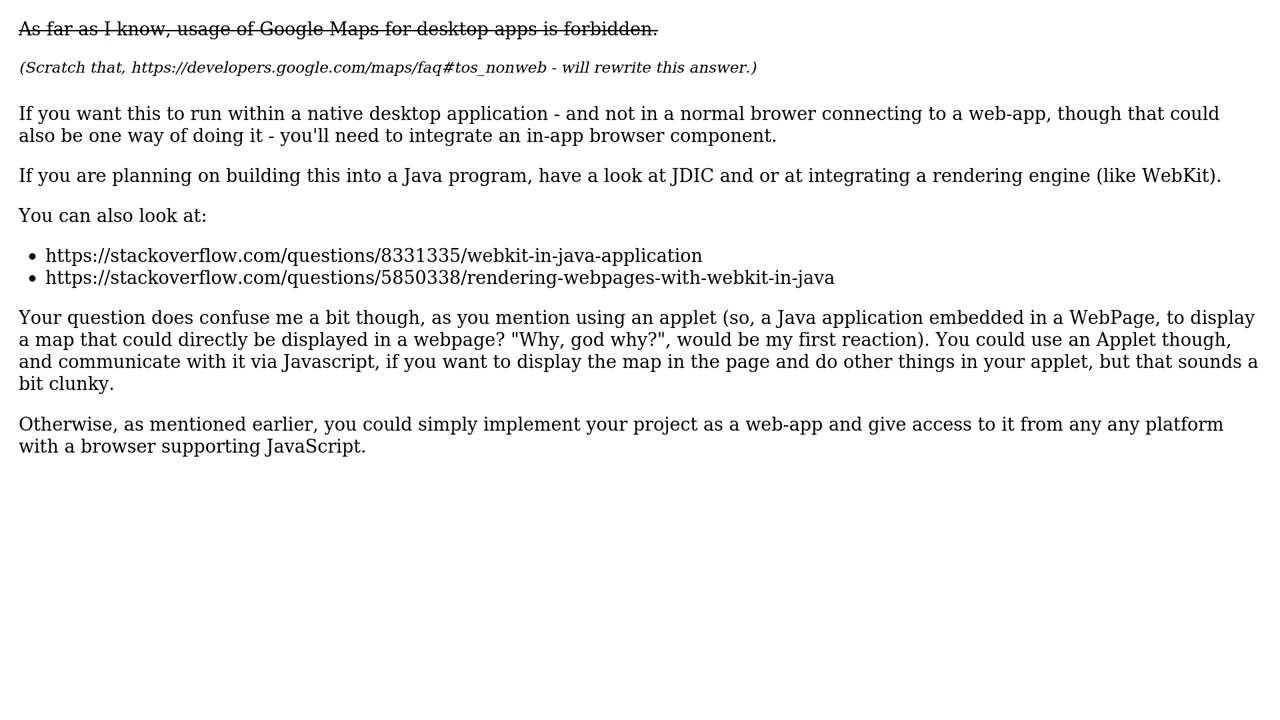 As far as I know, usage of Google Maps for desktop apps is forbidden.
(Scratch that, https://developers.google.com/maps/faq#tos_nonweb - will rewrite this answer.)
If you want this to run within a native desktop application - and not in a normal brower connecting to a web-app, though that could
also be one way of doing it - you'll need to integrate an in-app browser component.
If you are planning on building this into a Java program, have a look at JDIC and or at integrating a rendering engine (like WebKit).
You can also look at:
• https://stackoverflow.com/questions/8331335/webkit-in-java-application
• https://stackoverflow.com/questions/5850338/rendering-webpages-with-webkit-in-java
Your question does confuse me a bit though, as you mention using an applet (so, a Java application embedded in a WebPage, to display
a map that could directly be displayed in a webpage? "Why, god why?", would be my first reaction). You could use an Applet though,
and communicate with it via Javascript, if you want to display the map in the page and do other things in your applet, but that sounds a
bit clunky.
Otherwise, as mentioned earlier, you could simply implement your project as a web-app and give access to it from any any platform
with a browser supporting JavaScript.